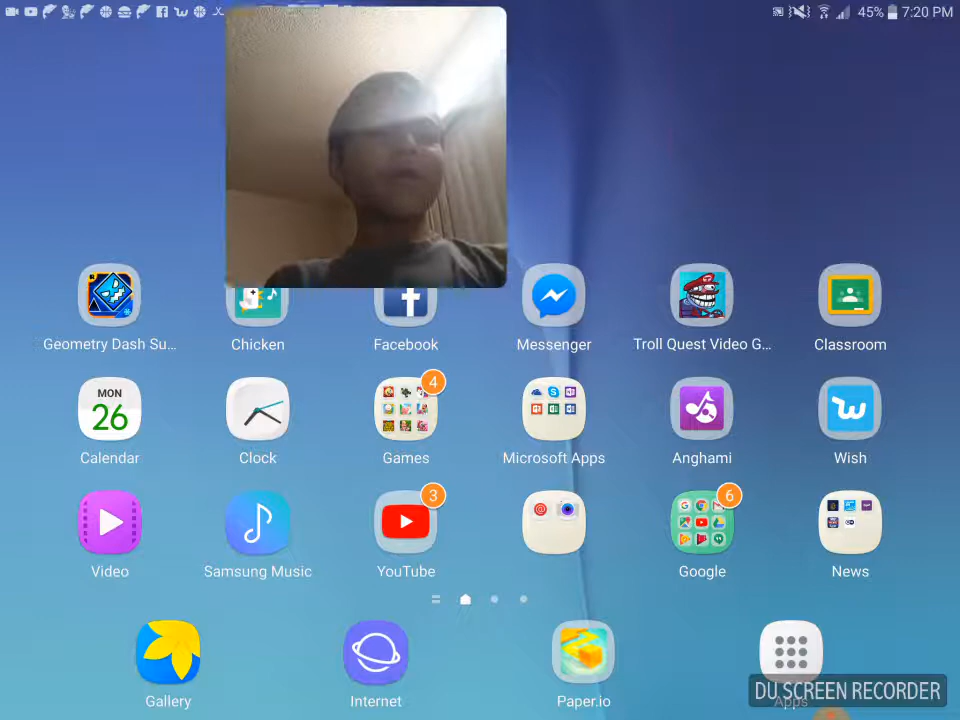 45% 7:20 PM
Geometry Dash Su...
Chicken
Facebook
Messenger
Troll Quest Video G...
Classroom
MON
26
4
Calendar
Clock
Games
Microsoft Apps
Anghami
Wish
3
6
Video
Samsung Music
YouTube
Google
News
Gallery
Internet
Paper.io
Apps
DU SCREEN RECORDER